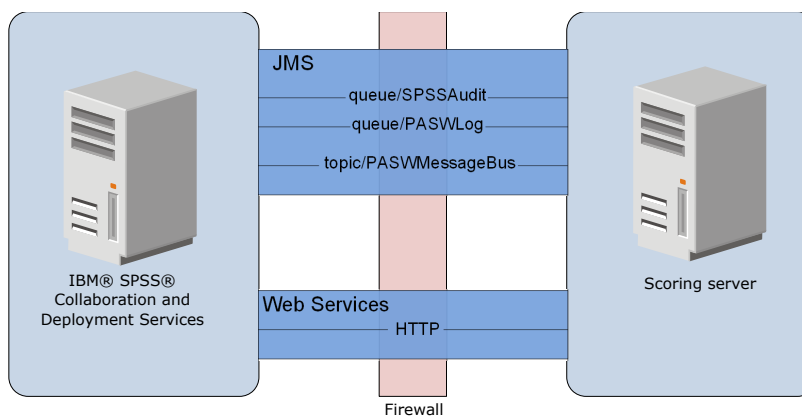 JMS
queue/SPSSAudit
queue/PASWLog
topic/PASWMessageBus
IBM® SPSS®
Collaboration and
Deployment Services
Scoring server
Web Services
HTTP
Firewall